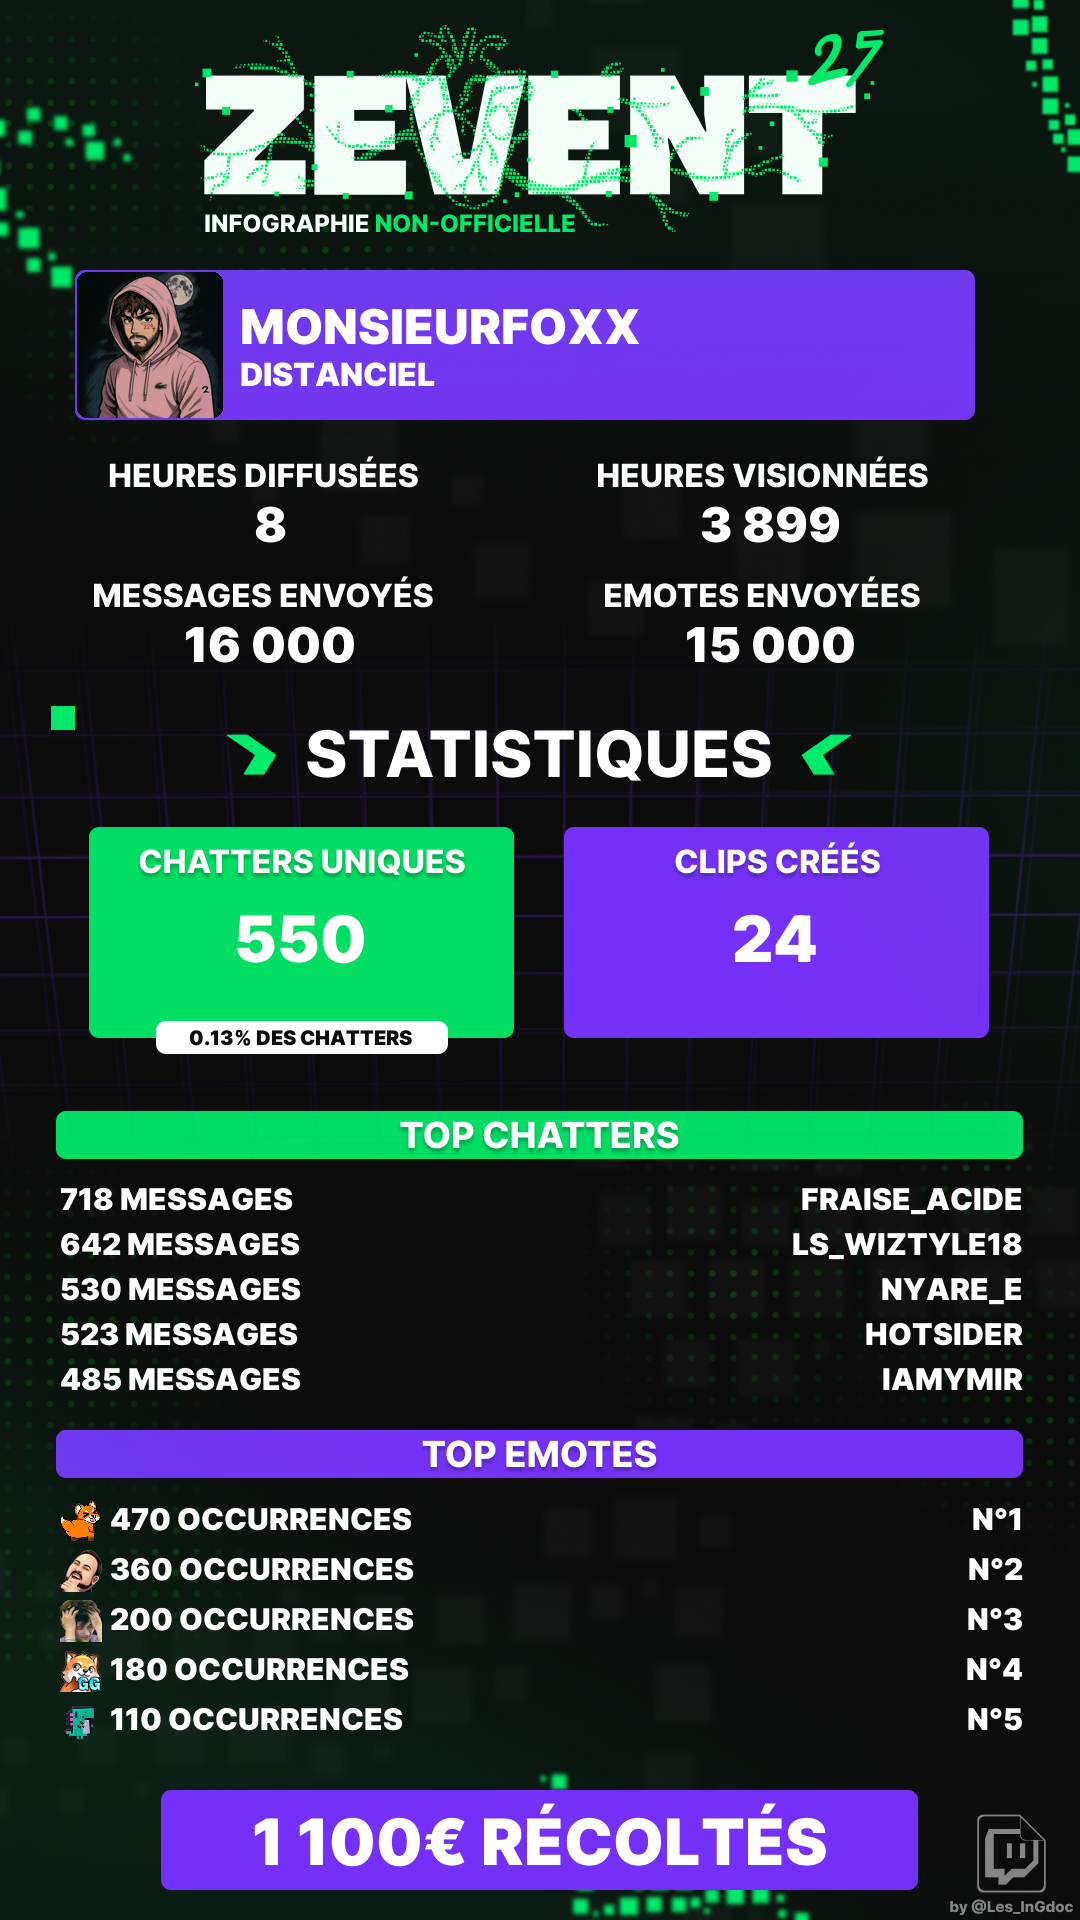 25
ZEVENT
INFOGRAPHIE NON-OFFICIELLE
MONSIEURFOXX
DISTANCIEL
HEURES DIFFUSÉES
8
HEURES VISIONNÉES
3 899
MESSAGES ENVOYÉS
16 000
EMOTES ENVOYÉES
15 000
STATISTIQUES
CHATTERS UNIQUES
550
0.13% DES CHATTERS
CLIPS CRÉÉS
24
TOP CHATTERS
718 MESSAGES FRAISE_ACIDE
642 MESSAGES LS_WIZTYLE18
530 MESSAGES NYARE_E
523 MESSAGES HOTSIDER
485 MESSAGES IAMYMIR
TOP EMOTES
470 OCCURRENCES N°1
360 OCCURRENCES N°2
200 OCCURRENCES N°3
GG 180 OCCURRENCES N°4
110 OCCURRENCES N°5
1 100€ RÉCOLTÉS
by @Les_InGdoc